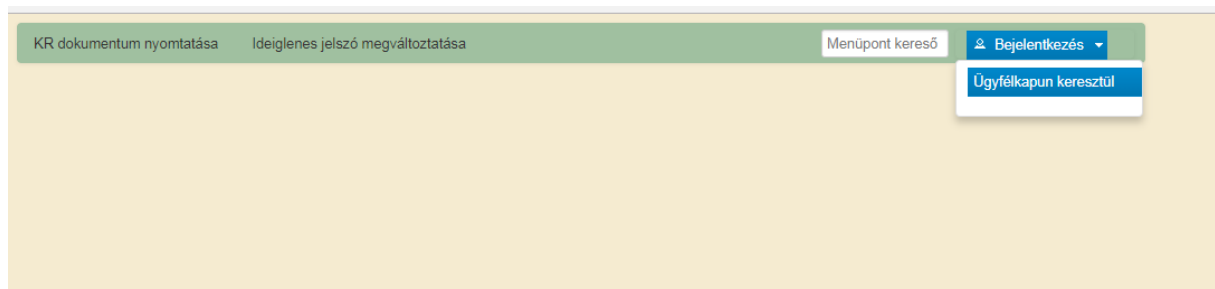 KR dokumentum nyomtatása Ideiglenes jelszó megváltoztatása Menüpont kereső Bejelentkezés
Ügyfélkapun keresztül